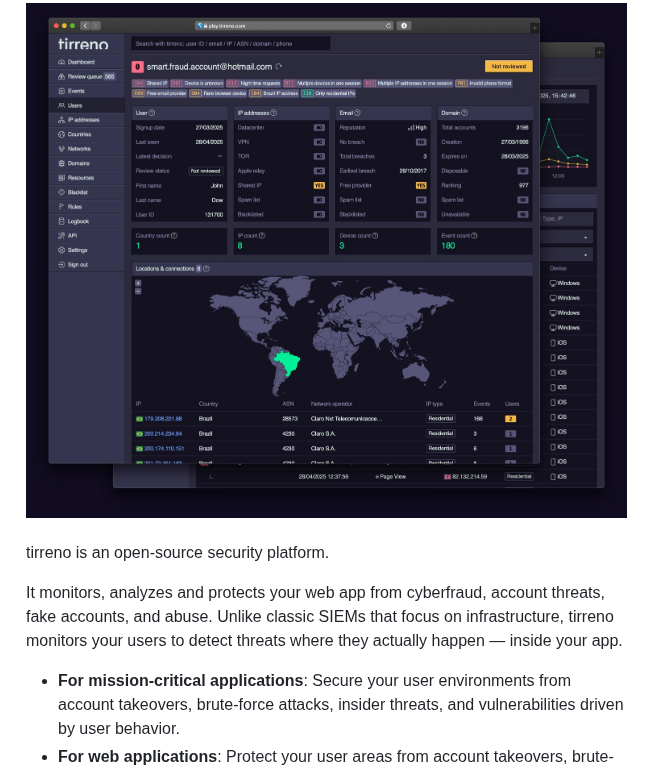 play.tirreno.com
tirreno
Search with tirreno: user ID / email / IP / ASN / domain / phone
Dashboard
Review queue
Events
Users
IP addresses
Countries
Networks
Domains
Resources
Blacklist
Rules
Logbook
API
Settings
Sign out
0 smart.fraud.account@hotmail.com
Not reviewed
Shared IP Device is unknown Night time requests Multiple devices in one session Multiple IP addresses in one session Invalid phone format
Free email provider Rare browser device Brazil IP address Only residential IPs
User
Signup date 27/03/2025
Last seen 28/04/2025
Latest decision –
Review status Not reviewed
First name John
Last name Dow
User ID 131700
IP addresses
Datacenter NO
VPN NO
TOR NO
Apple relay NO
Shared IP YES
Spam list NO
Blacklisted NO
Email
Reputation High
No breach NO
Total breaches 3
Earliest breach 26/10/2017
Free provider YES
Spam list NO
Blacklisted NO
Domain
Total accounts 3196
Creation 27/03/1996
Expires on 28/03/2025
Disposable NO
Ranking 977
Spam list NO
Unavailable NO
Country count
1
IP count
8
Device count
3
Event count
180
Locations & connections 8
IP Country ASN Network operator IP type Events Users
179.208.221.86 Brazil 28573 Claro Net Telecomunicacoe... Residential 166 2
200.214.234.64 Brazil 4230 Claro S.A. Residential 3 1
200.174.110.151 Brazil 4230 Claro S.A. Residential 6 1
025, 15:42:46
12:00
Type, IP
Device
Windows
Windows
Windows
Windows
iOS
iOS
iOS
iOS
iOS
iOS
iOS
iOS
iOS
28/04/2025 12:37:56 Page View 82.132.214.59 Residential iOS
tirreno is an open-source security platform.
It monitors, analyzes and protects your web app from cyberfraud, account threats,
fake accounts, and abuse. Unlike classic SIEMs that focus on infrastructure, tirreno
monitors your users to detect threats where they actually happen — inside your app.
• For mission-critical applications: Secure your user environments from
account takeovers, brute-force attacks, insider threats, and vulnerabilities driven
by user behavior.
• For web applications: Protect your user areas from account takeovers, brute-